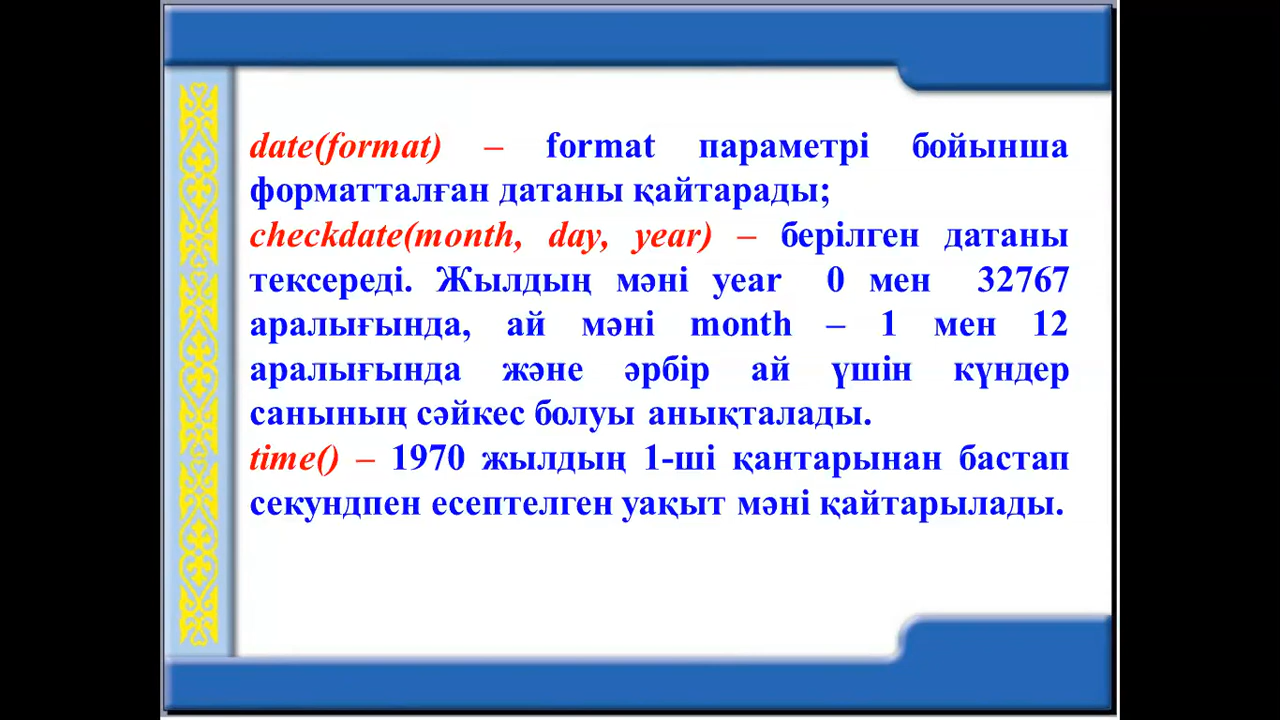 date(format) – format параметрі бойынша
форматталған датаны қайтарады;
checkdate(month, day, year) – берілген датаны
тексереді. Жылдың мәні year 0 мен 32767
аралығында, ай мәні month – 1 мен 12
аралығында және әрбір ай үшін күндер
санының сәйкес болуы анықталады.
time() – 1970 жылдың 1-ші қантарынан бастап
секундпен есептелген уақыт мәні қайтарылады.